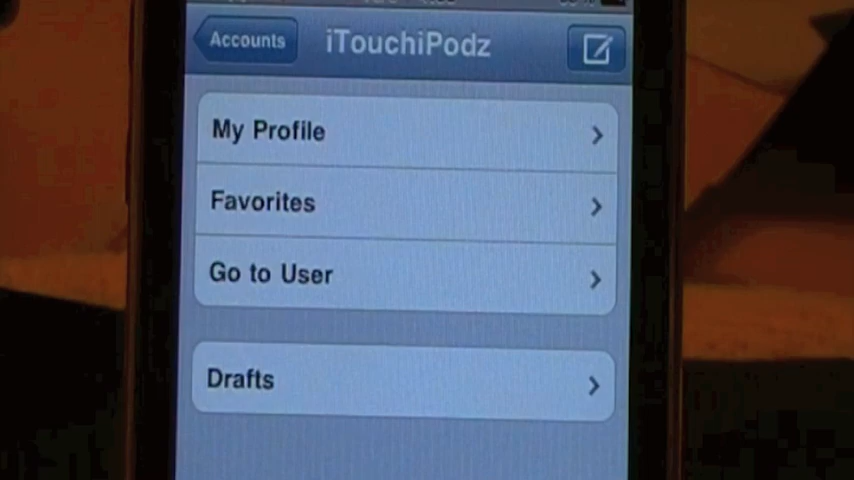 Accounts
iTouchiPodz
My Profile
Favorites
Go to User
Drafts